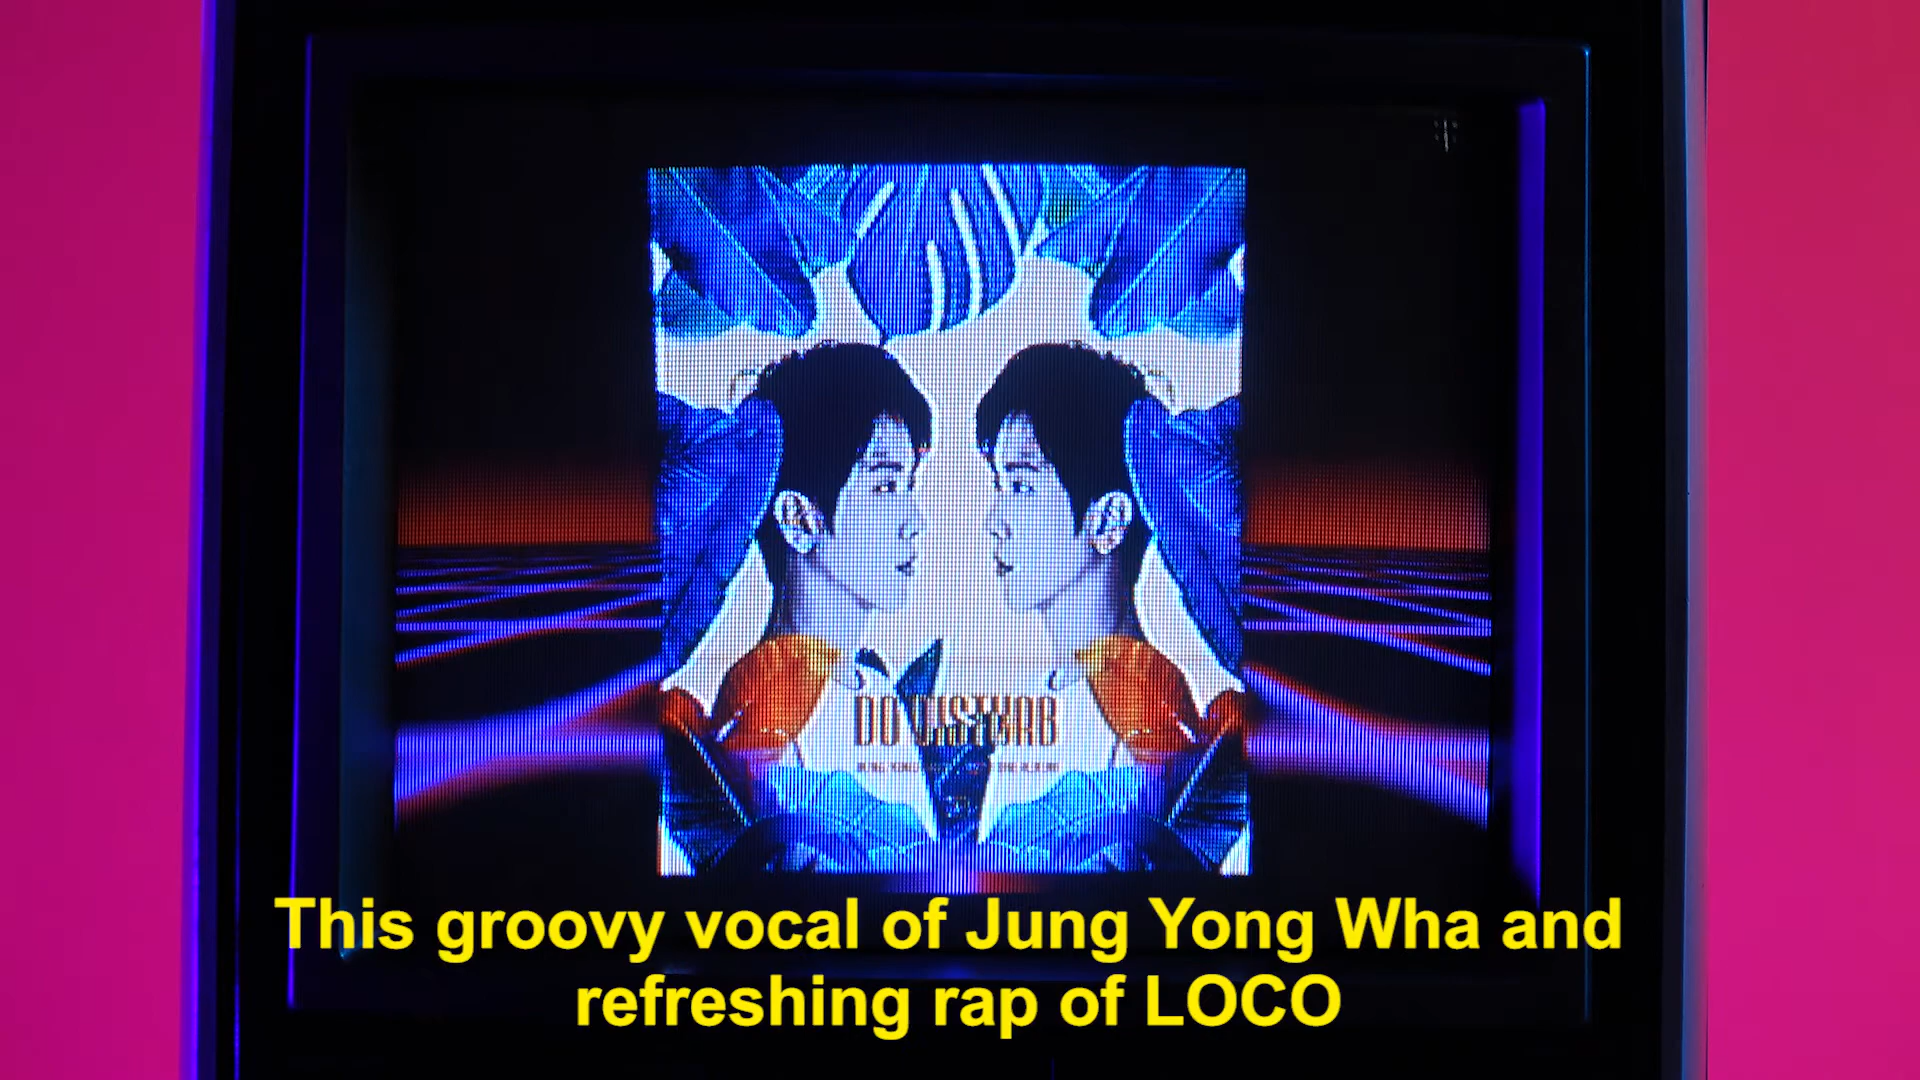 DO DISTURB
This groovy vocal of Jung Yong Wha and
refreshing rap of LOCO